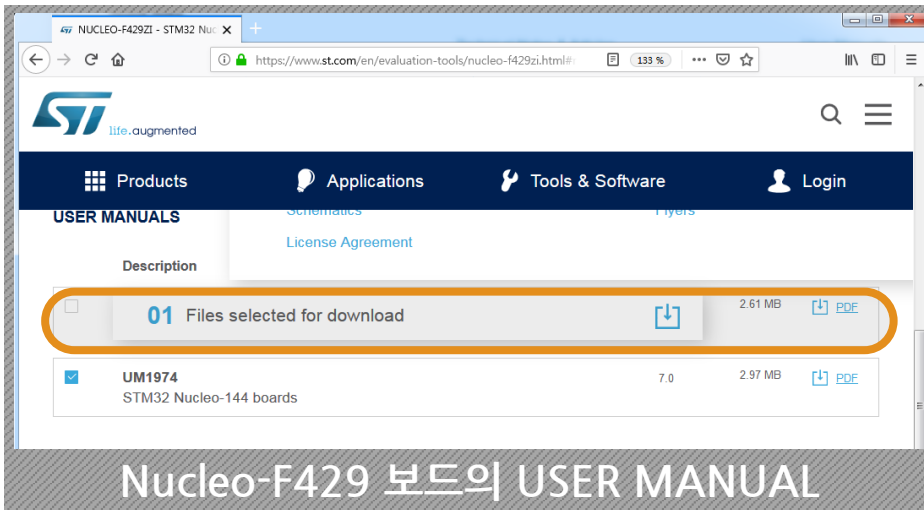 NUCLEO-F429ZI - STM32 Nuc
https://www.st.com/en/evaluation-tools/nucleo-f429zi.html#
133 %
life.augmented
Products
Applications
Tools & Software
Login
USER MANUALS
Schematics
Flyers
License Agreement
Description
01 Files selected for download
2.61 MB
PDF
UM1974
7.0
2.97 MB
PDF
STM32 Nucleo-144 boards
Nucleo-F429 보드의 USER MANUAL